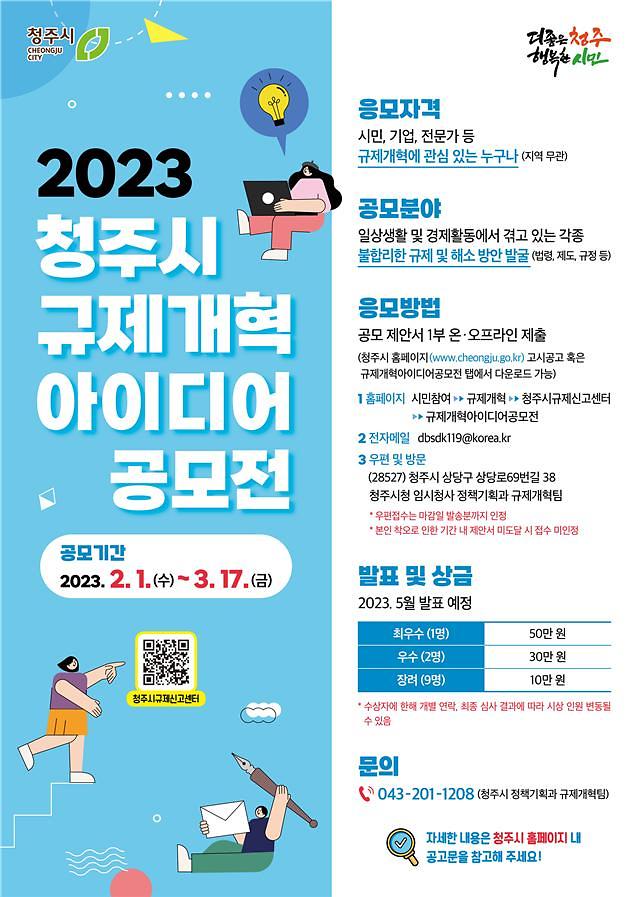 청주시
CHEONGJU
CITY
더좋은 청주
행복한 시민
2023
청주시
규제개혁
아이디어
공모전
공모기간
2023. 2. 1.(수) ~ 3. 17.(금)
청주시규제신고센터
응모자격
시민, 기업, 전문가 등
규제개혁에 관심 있는 누구나 (지역 무관)
공모분야
일상생활 및 경제활동에서 겪고 있는 각종
불합리한 규제 및 해소 방안 발굴 (법령, 제도, 규정 등)
응모방법
공모 제안서 1부 온·오프라인 제출
(청주시 홈페이지(www.cheongju.go.kr) 고시공고 혹은
규제개혁아이디어공모전 탭에서 다운로드 가능)
1 홈페이지 시민참여 ▸▸ 규제개혁 ▸▸ 청주시규제신고센터
▸▸ 규제개혁아이디어공모전
2 전자메일 dbsdk119@korea.kr
3 우편 및 방문
(28527) 청주시 상당구 상당로69번길 38
청주시청 임시청사 정책기획과 규제개혁팀
* 우편접수는 마감일 발송분까지 인정
* 본인 착오로 인한 기간 내 제안서 미도달 시 접수 미인정
발표 및 상금
2023. 5월 발표 예정
최우수 (1명) 50만 원
우수 (2명) 30만 원
장려 (9명) 10만 원
* 수상자에 한해 개별 연락, 최종 심사 결과에 따라 시상 인원 변동될
수 있음
문의
043-201-1208 (청주시 정책기획과 규제개혁팀)
자세한 내용은 청주시 홈페이지 내
공고문을 참고해 주세요!